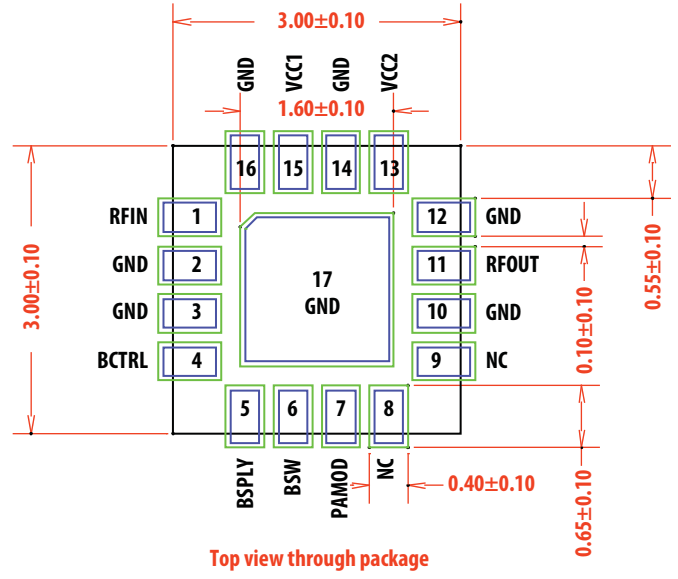 3.00±0.10
GND
VCC1
GND
VCC2
1.60±0.10
16
15
14
13
RFIN
1
12
GND
GND
2
11
RFOUT
GND
3
17
GND
10
GND
BCTRL
4
9
NC
3.00±0.10
0.55±0.10
0.10±0.10
5
6
7
8
BSPLY
BSW
PAMOD
NC
0.40±0.10
0.65±0.10
Top view through package